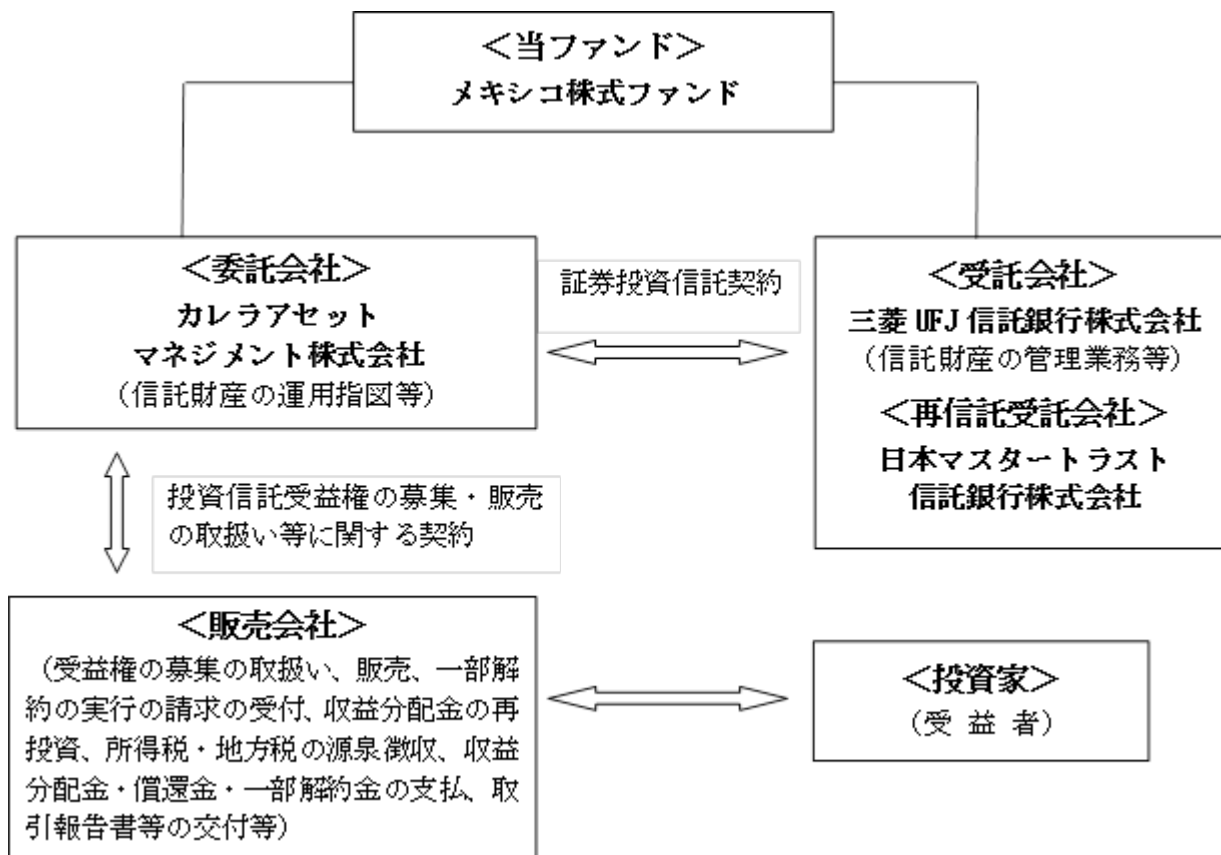 ＜当ファンド＞
メキシコ株式ファンド
＜委託会社＞
カレラアセット
マネジメント株式会社
（信託財産の運用指図等）
証券投資信託契約
＜受託会社＞
三菱 UFJ 信託銀行株式会社
（信託財産の管理業務等）
＜再信託受託会社＞
日本マスタートラスト
信託銀行株式会社
投資信託受益権の募集・販売
の取扱い等に関する契約
＜販売会社＞
（受益権の募集の取扱い、販売、一部解
約の実行の請求の受付、収益分配金の再
投資、所得税・地方税の源泉徴収、収益
分配金・償還金・一部解約金の支払、取
引報告書等の交付等）
＜投資家＞
（受 益 者）